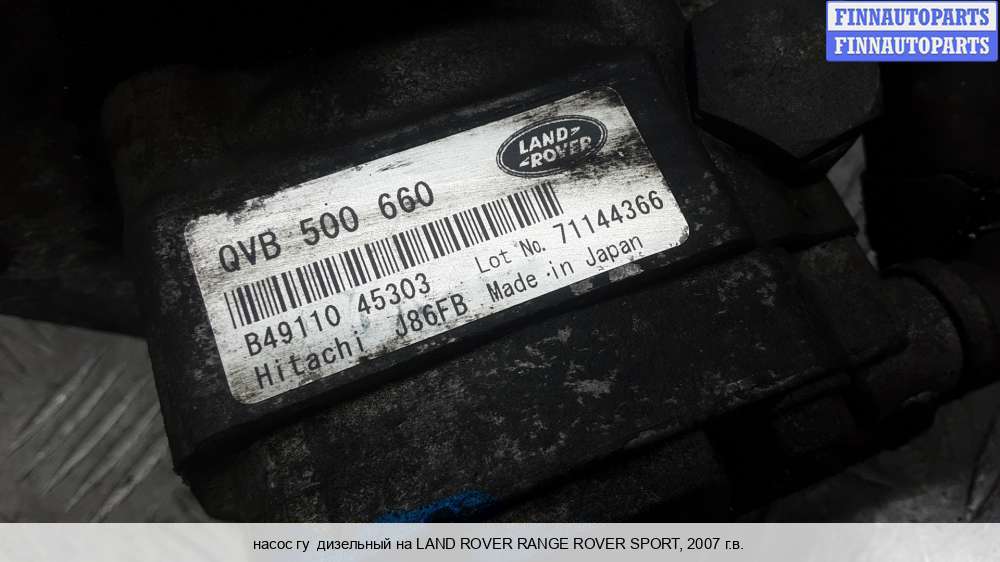 FINNAUTOPARTS
FINNAUTOPARTS
LAND
ROVER
QVB 500 660
B49110 45303 Lot No. 71144366
Hitachi J86FB Made in Japan
насос гу дизельный на LAND ROVER RANGE ROVER SPORT, 2007 г.в.